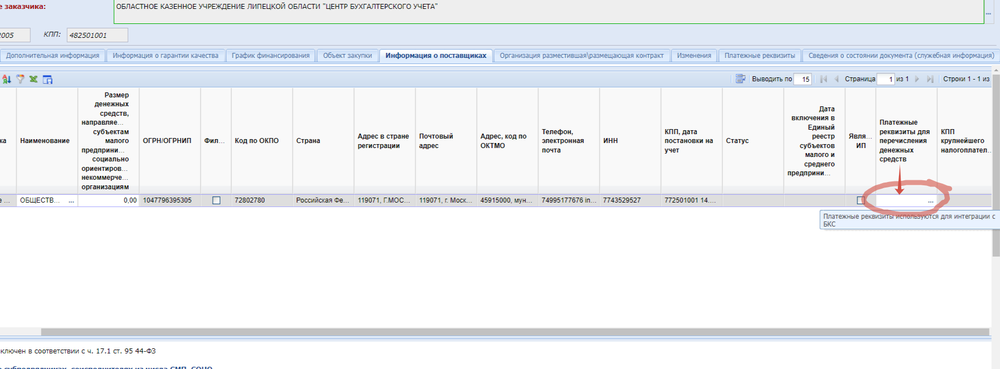 е заказчика:
ОБЛАСТНОЕ КАЗЕННОЕ УЧРЕЖДЕНИЕ ЛИПЕЦКОЙ ОБЛАСТИ "ЦЕНТР БУХГАЛТЕРСКОГО УЧЕТА"
...
2005 КПП: 482501001
Дополнительная информация Информация о гарантии качества График финансирования Объект закупки Информация о поставщиках Организация разместившая\размещающая контракт Изменения Платежные реквизиты Сведения о состоянии документа (служебная информация)
Выводить по 15 Страница 1 из 1 Строки 1 - 1 из
ка
Наименование
Размер
денежных
средств,
направляе...
субъектам
малого
предприни...
социально
ориентиров...
некоммерче...
организациям
ОГРН/ОГРНИП
Фил...
Код по ОКПО
Страна
Адрес в стране
регистрации
Почтовый
адрес
Адрес, код по
ОКТМО
Телефон,
электронная
почта
ИНН
КПП, дата
постановки на
учет
Статус
Дата
включения в
Единый
реестр
субъектов
малого и
среднего
предприни...
Явля...
ИП
Платежные
реквизиты для
перечисления
денежных
средств
КПП
крупнейшего
налогоплател...
е ... ОБЩЕСТВ... ... 0,00 1047796395305 72802780 Российская Фе... 119071, Г.МОС... 119071, г. Моск... 45915000, мун... 74995177676 in... 7743529527 772501001 14.... ...
Платежные реквизиты используются для интеграции с
БКС
ключен в соответствии с ч. 17.1 ст. 95 44-ФЗ
о субподрядчиках, соисполнителях из числа СМП, СОНО